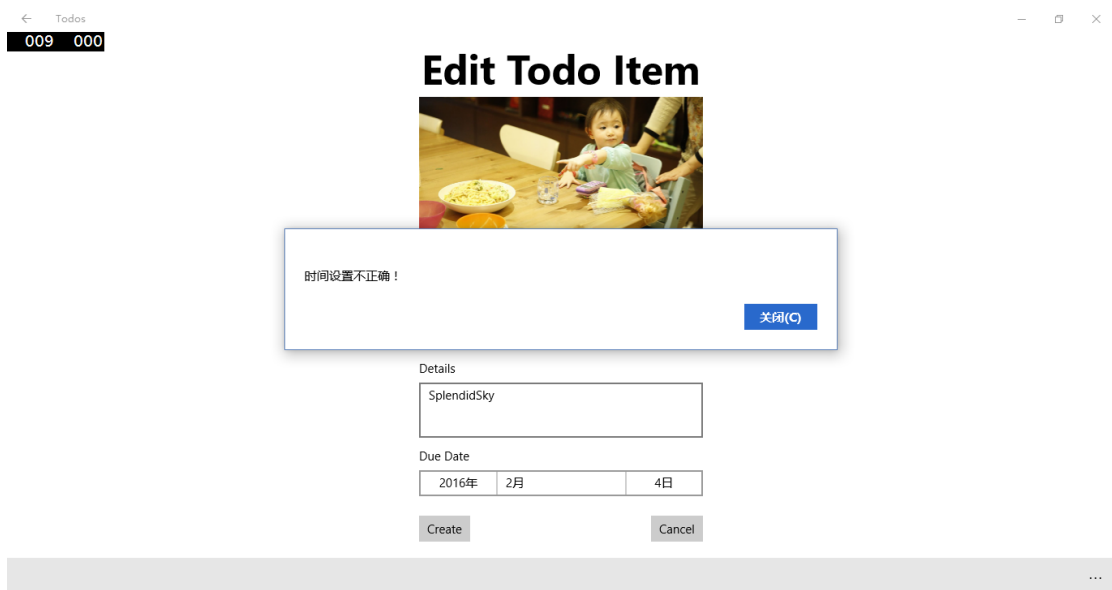 Todos
009 000
Edit Todo Item
时间设置不正确！
关闭(C)
Details
SplendidSky
Due Date
2016年 2月 4日
Create Cancel
...